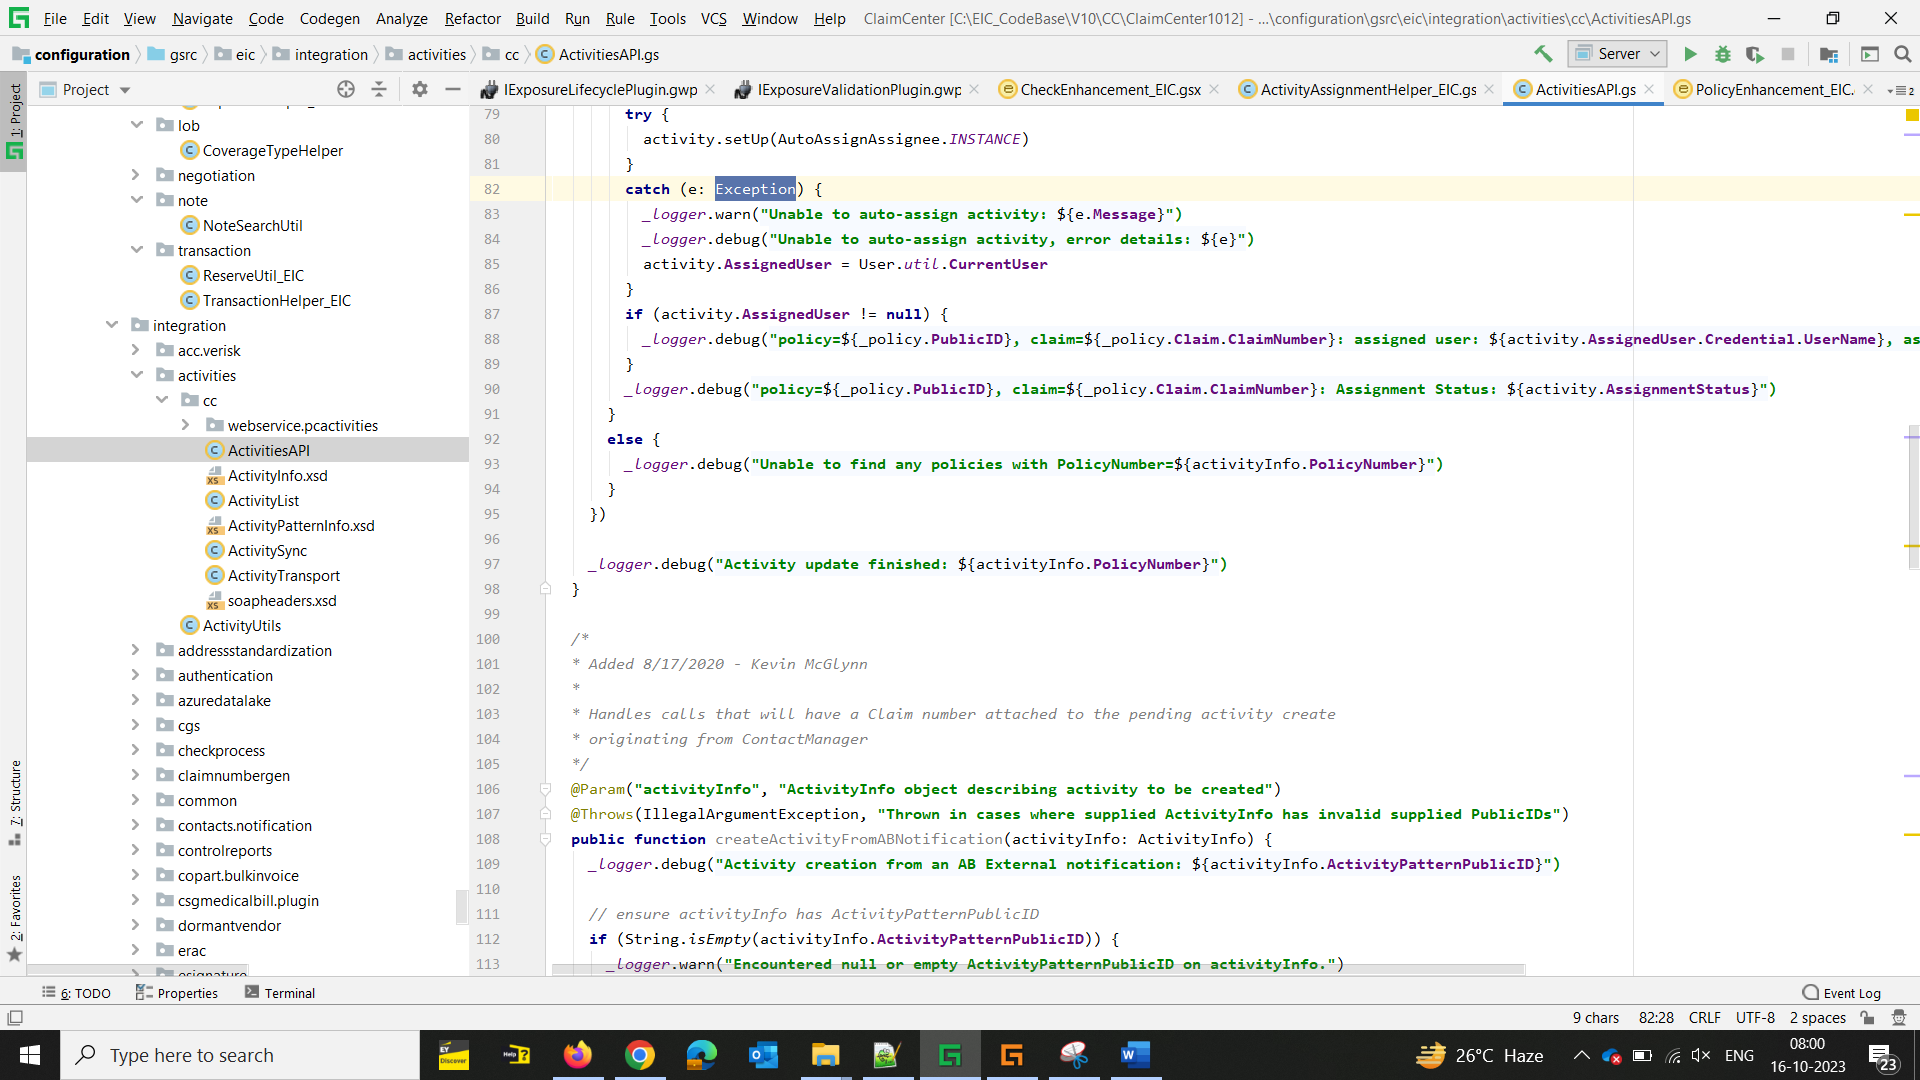 File Edit View Navigate Code Codegen Analyze Refactor Build Run Rule Tools VCS Window Help ClaimCenter [C:\EIC_CodeBase\V10\CC\ClaimCenter1012] - ...\configuration\gsrc\eic\integration\activities\cc\ActivitiesAPI.gs
configuration gsrc eic integration activities cc ActivitiesAPI.gs Server
Project IExposureLifecyclePlugin.gwp IExposureValidationPlugin.gwp CheckEnhancement_EIC.gsx ActivityAssignmentHelper_EIC.gs ActivitiesAPI.gs PolicyEnhancement_EIC. 2
1: Project
7: Structure
2: Favorites
lob
CoverageTypeHelper
negotiation
note
NoteSearchUtil
transaction
ReserveUtil_EIC
TransactionHelper_EIC
integration
acc.verisk
activities
cc
webservice.pcactivities
ActivitiesAPI
ActivityInfo.xsd
ActivityList
ActivityPatternInfo.xsd
ActivitySync
ActivityTransport
soapheaders.xsd
ActivityUtils
addressstandardization
authentication
azuredatalake
cgs
checkprocess
claimnumbergen
common
contacts.notification
controlreports
copart.bulkinvoice
csgmedicalbill.plugin
dormantvendor
erac
esignature
79 try {
80 activity.setUp(AutoAssignAssignee.INSTANCE)
81 }
82 catch (e: Exception) {
83 _logger.warn("Unable to auto-assign activity: ${e.Message}")
84 _logger.debug("Unable to auto-assign activity, error details: ${e}")
85 activity.AssignedUser = User.util.CurrentUser
86 }
87 if (activity.AssignedUser != null) {
88 _logger.debug("policy=${_policy.PublicID}, claim=${_policy.Claim.ClaimNumber}: assigned user: ${activity.AssignedUser.Credential.UserName}, as
89 }
90 _logger.debug("policy=${_policy.PublicID}, claim=${_policy.Claim.ClaimNumber}: Assignment Status: ${activity.AssignmentStatus}")
91 }
92 else {
93 _logger.debug("Unable to find any policies with PolicyNumber=${activityInfo.PolicyNumber}")
94 }
95 })
96
97 _logger.debug("Activity update finished: ${activityInfo.PolicyNumber}")
98 }
99
100 /*
101 * Added 8/17/2020 - Kevin McGlynn
102 *
103 * Handles calls that will have a Claim number attached to the pending activity create
104 * originating from ContactManager
105 */
106 @Param("activityInfo", "ActivityInfo object describing activity to be created")
107 @Throws(IllegalArgumentException, "Thrown in cases where supplied ActivityInfo has invalid supplied PublicIDs")
108 public function createActivityFromABNotification(activityInfo: ActivityInfo) {
109 _logger.debug("Activity creation from an AB External notification: ${activityInfo.ActivityPatternPublicID}")
110
111 // ensure activityInfo has ActivityPatternPublicID
112 if (String.isEmpty(activityInfo.ActivityPatternPublicID)) {
113 _logger.warn("Encountered null or empty ActivityPatternPublicID on activityInfo.")
6: TODO Properties Terminal Event Log
9 chars 82:28 CRLF UTF-8 2 spaces
Type here to search EY Discover Help ? 26°C Haze ENG 08:00
16-10-2023 23